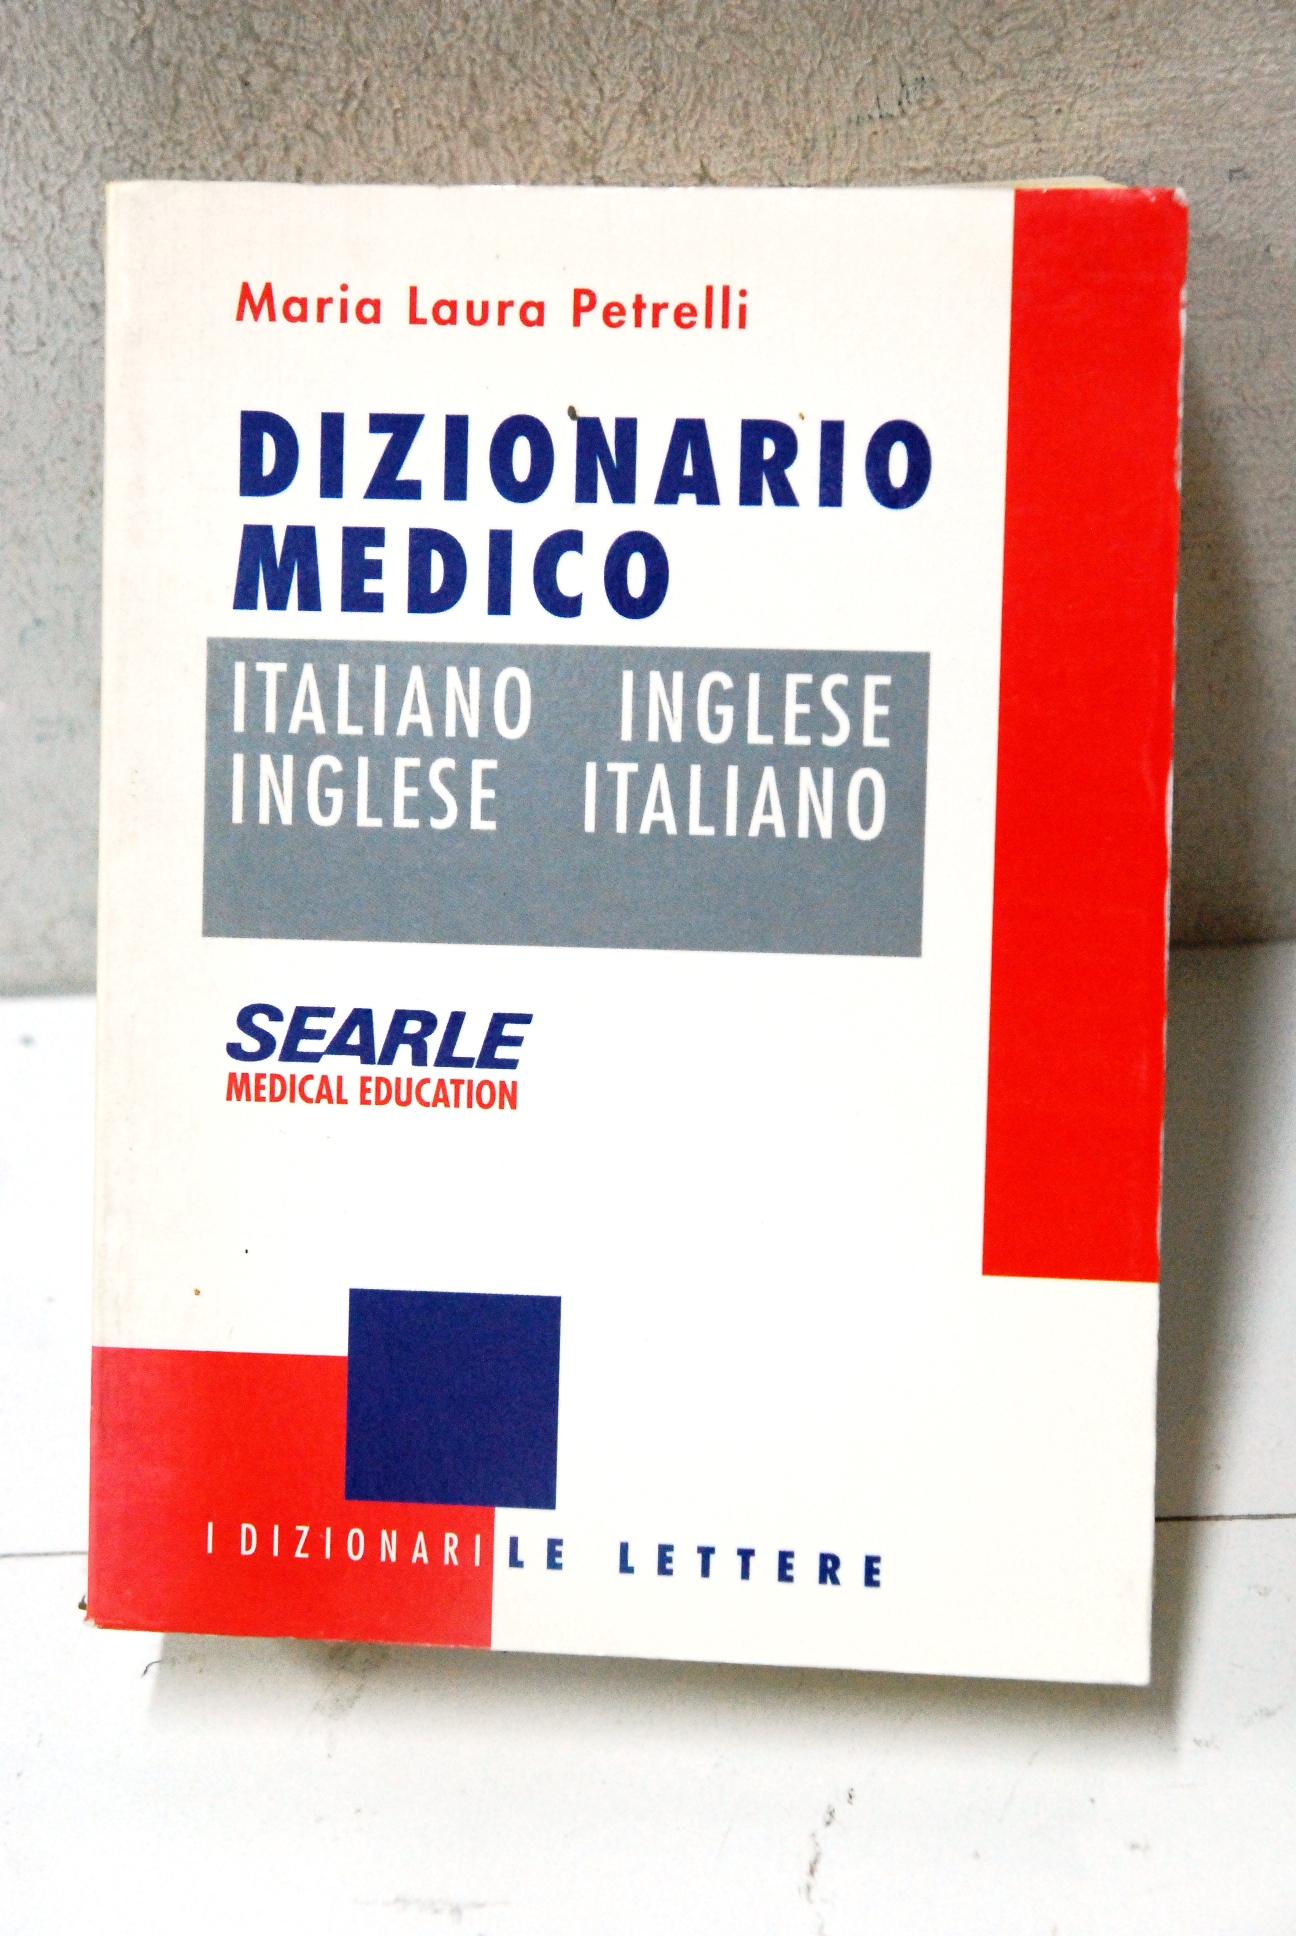 Maria Laura Petrelli
DIZIONARIO
MEDICO
ITALIANO INGLESE
INGLESE ITALIANO
SEARLE
MEDICAL EDUCATION
I DIZIONARI LE LETTERE